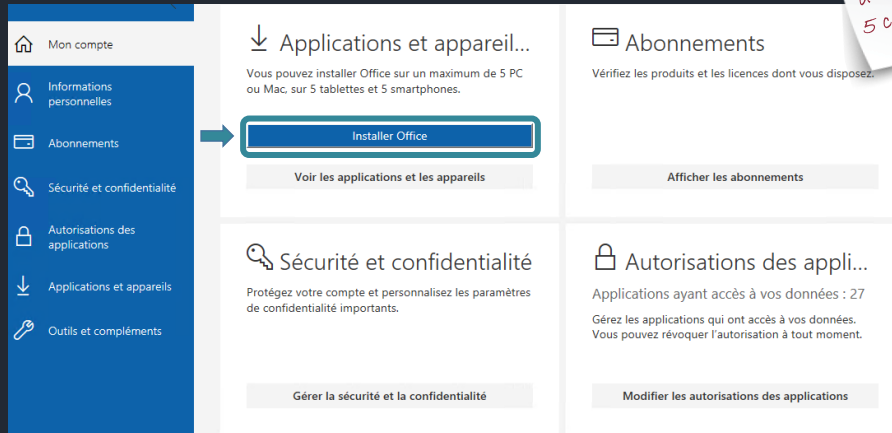 Mon compte
Informations
personnelles
Abonnements
Sécurité et confidentialité
Autorisations des
applications
Applications et appareils
Outils et compléments
Applications et appareil...
Vous pouvez installer Office sur un maximum de 5 PC
ou Mac, sur 5 tablettes et 5 smartphones.
Installer Office
Voir les applications et les appareils
Abonnements
Vérifiez les produits et les licences dont vous disposez.
Afficher les abonnements
Sécurité et confidentialité
Protégez votre compte et personnalisez les paramètres
de confidentialité importants.
Gérer la sécurité et la confidentialité
Autorisations des appli...
Applications ayant accès à vos données : 27
Gérez les applications qui ont accès à vos données.
Vous pouvez révoquer l'autorisation à tout moment.
Modifier les autorisations des applications